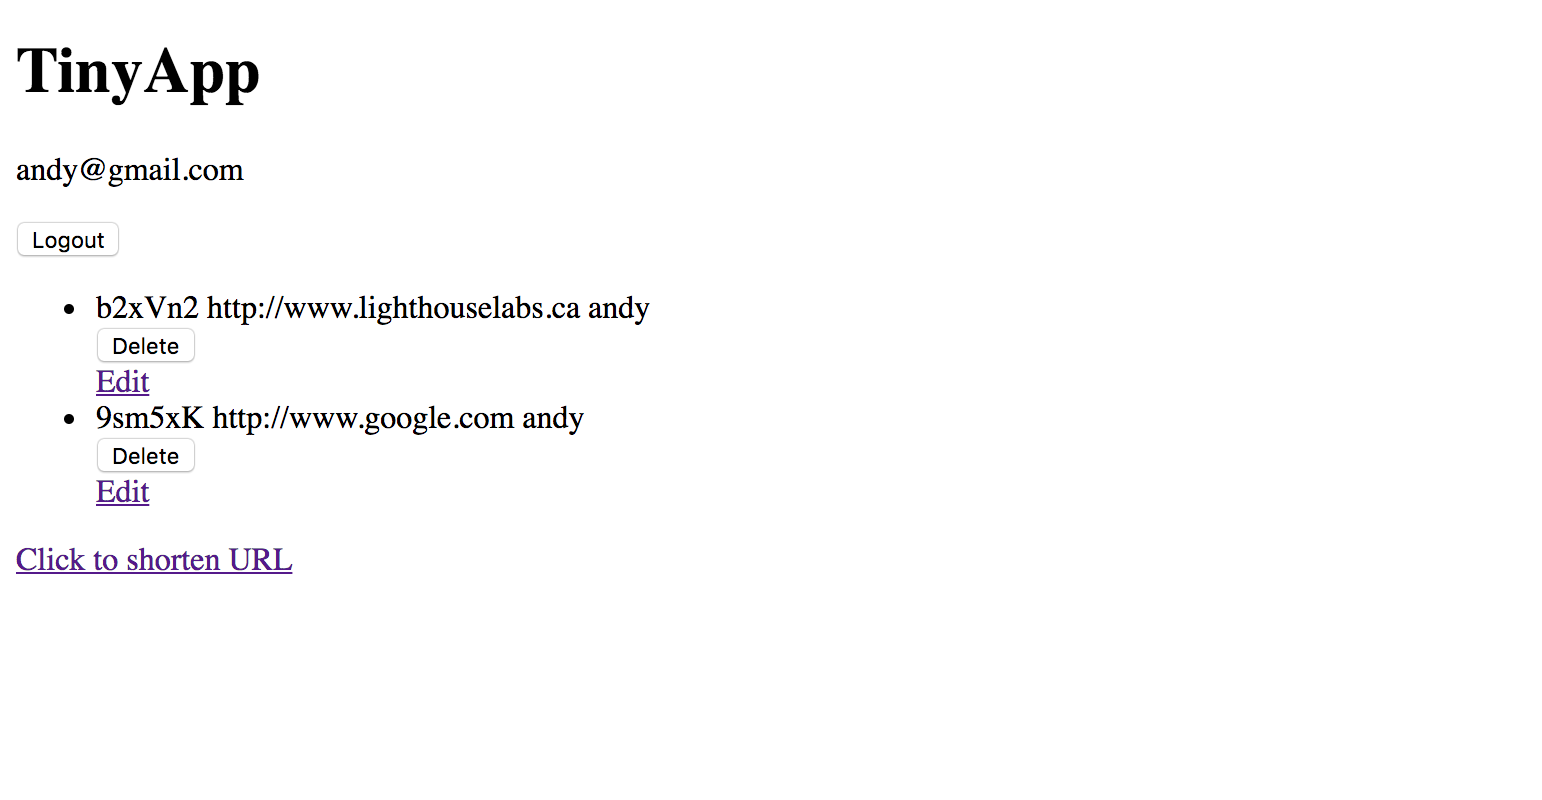 TinyApp
andy@gmail.com
Logout
b2xVn2 http://www.lighthouselabs.ca andy
Delete
Edit
9sm5xK http://www.google.com andy
Delete
Edit
Click to shorten URL